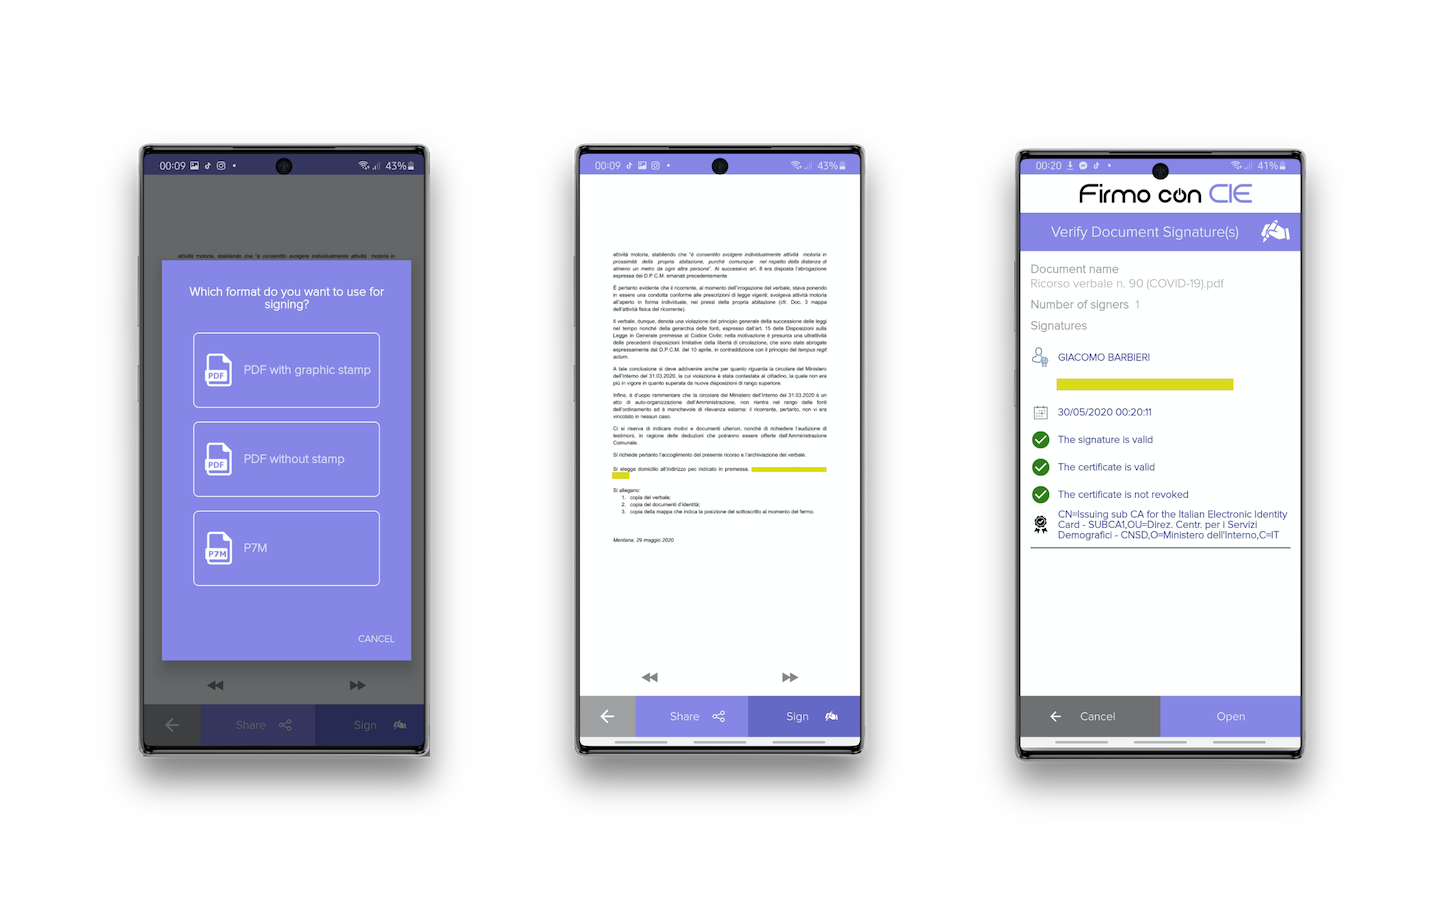 00:09
43%
attività motoria, stabilendo che "è consentito svolgere individualmente attività motoria in
Which format do you want to use for
signing?
PDF
PDF with graphic stamp
PDF
PDF without stamp
P7M
P7M
CANCEL
Share
Sign
00:09
43%
attività motoria, stabilendo che "è consentito svolgere individualmente attività motoria in
prossimità della propria abitazione, purché comunque nel rispetto della distanza di
almeno un metro da ogni altra persona". Al successivo art. 8 era disposta l'abrogazione
espressa dei D.P.C.M. emanati precedentemente.
È pertanto evidente che il ricorrente, al momento dell'irrogazione del verbale, stava ponendo
in essere una condotta conforme alle prescrizioni di legge vigenti: svolgeva attività motoria
all'aperto in forma individuale, nei pressi della propria abitazione (cfr. Doc. 3 mappa
dell'attività fisica del ricorrente).
Il verbale, dunque, denota una violazione del principio generale della successione delle leggi
nel tempo nonché della gerarchia delle fonti, espresso dall'art. 15 delle Disposizioni sulla
Legge in Generale premesse al Codice Civile: nella motivazione è presunta una ultrattività
delle precedenti disposizioni limitative della libertà di circolazione, che sono state abrogate
espressamente dal D.P.C.M. del 10 aprile, in contraddizione con il principio del tempus regit
actum.
A tale conclusione si deve addivenire anche per quanto riguarda la circolare del Ministero
dell'Interno del 31.03.2020, la cui violazione è stata contestata al cittadino, la quale non era
più in vigore in quanto superata da nuove disposizioni di rango superiore.
Infine, è d'uopo rammentare che la circolare del Ministero dell'Interno del 31.03.2020 è un
atto di auto-organizzazione dell'Amministrazione, non rientra nel rango delle fonti
dell'ordinamento ed è manchevole di rilevanza esterna: il ricorrente, pertanto, non vi era
vincolato in nessun caso.
Ci si riserva di indicare motivi e documenti ulteriori, nonché di richiedere l'audizione di
testimoni, in ragione delle deduzioni che potranno essere offerte dell'Amministrazione
Comunale.
Si richiede pertanto l'accoglimento del presente ricorso e l'archiviazione del verbale.
Si elegge domicilio all'indirizzo pec indicato in premessa.
Si allegano:
1. copia del verbale;
2. copia del documenti d'identità;
3. copia della mappa che indica la posizione del sottoscritto al momento del fermo.
Mentana, 29 maggio 2020
Share
Sign
00:20
41%
Firmo con CIE
Verify Document Signature(s)
Document name
Ricorso verbale n. 90 (COVID-19).pdf
Number of signers 1
Signatures
GIACOMO BARBIERI
30/05/2020 00:20:11
The signature is valid
The certificate is valid
The certificate is not revoked
CN=Issuing sub CA for the Italian Electronic Identity
Card - SUBCA1,OU=Direz. Centr. per i Servizi
Demografici - CNSD,O=Ministero dell'Interno,C=IT
Cancel
Open